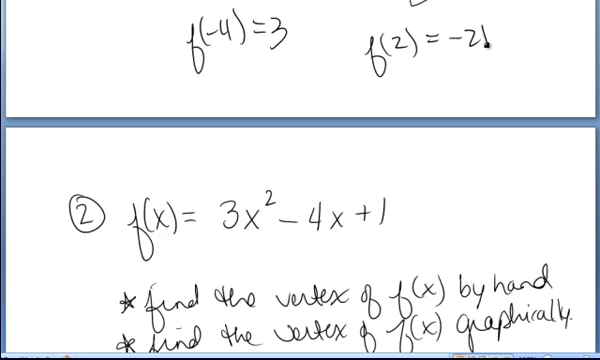 f(-4) = 3
f(2) = -21
② f(x) = 3x² - 4x + 1
* find the vertex of f(x) by hand
* find the vertex of f(x) graphically.